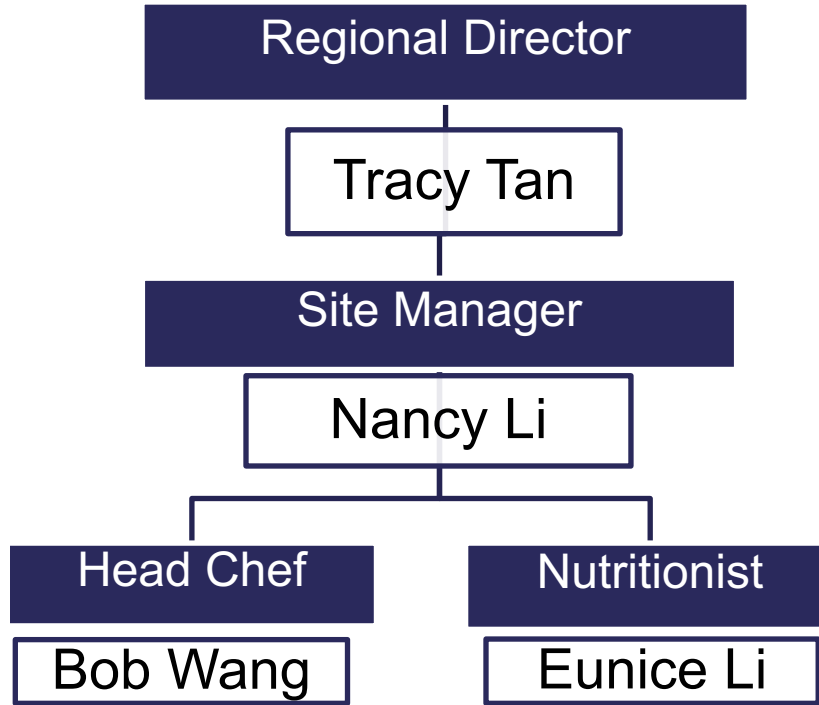 Regional Director
Tracy Tan
Site Manager
Nancy Li
Head Chef
Bob Wang
Nutritionist
Eunice Li